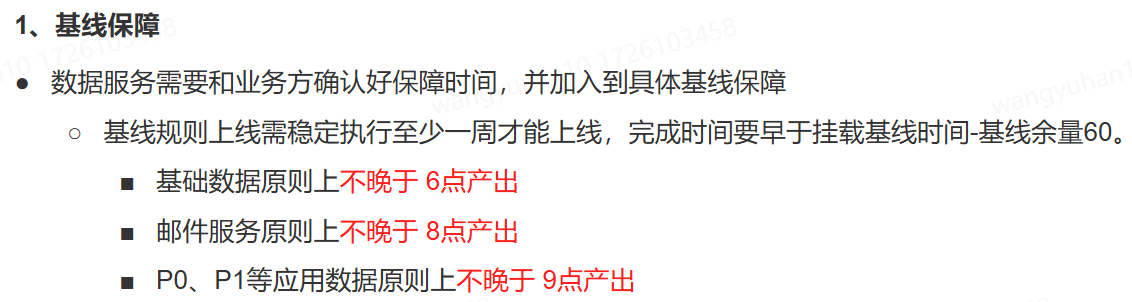 1、基线保障
● 数据服务需要和业务方确认好保障时间，并加入到具体基线保障
○ 基线规则上线需稳定执行至少一周才能上线，完成时间要早于挂载基线时间-基线余量60。
■ 基础数据原则上不晚于 6点产出
■ 邮件服务原则上不晚于 8点产出
■ P0、P1等应用数据原则上不晚于 9点产出